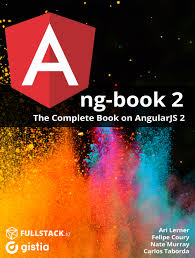 A
ng-book 2
The Complete Book on AngularJS 2
FULLSTACK.io
gistia
Ari Lerner
Felipe Coury
Nate Murray
Carlos Taborda